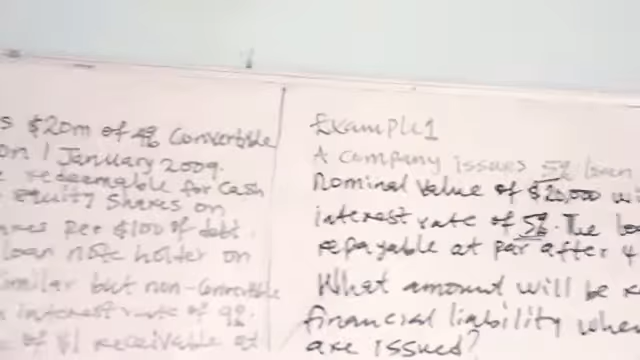 s $20m of 4% Convertible
on 1 January 2009.
redeemable for cash
equity shares on
per $100 of debt.
loan note holder on
similar but non-convertible
interest rate of 9%
of $1 receivable at
Example 1
A company issues 5% loan
nominal value of $20,000
interest rate of 5%. The lo
repayable at par after 4
What amount will be
financial liability when
are issued?